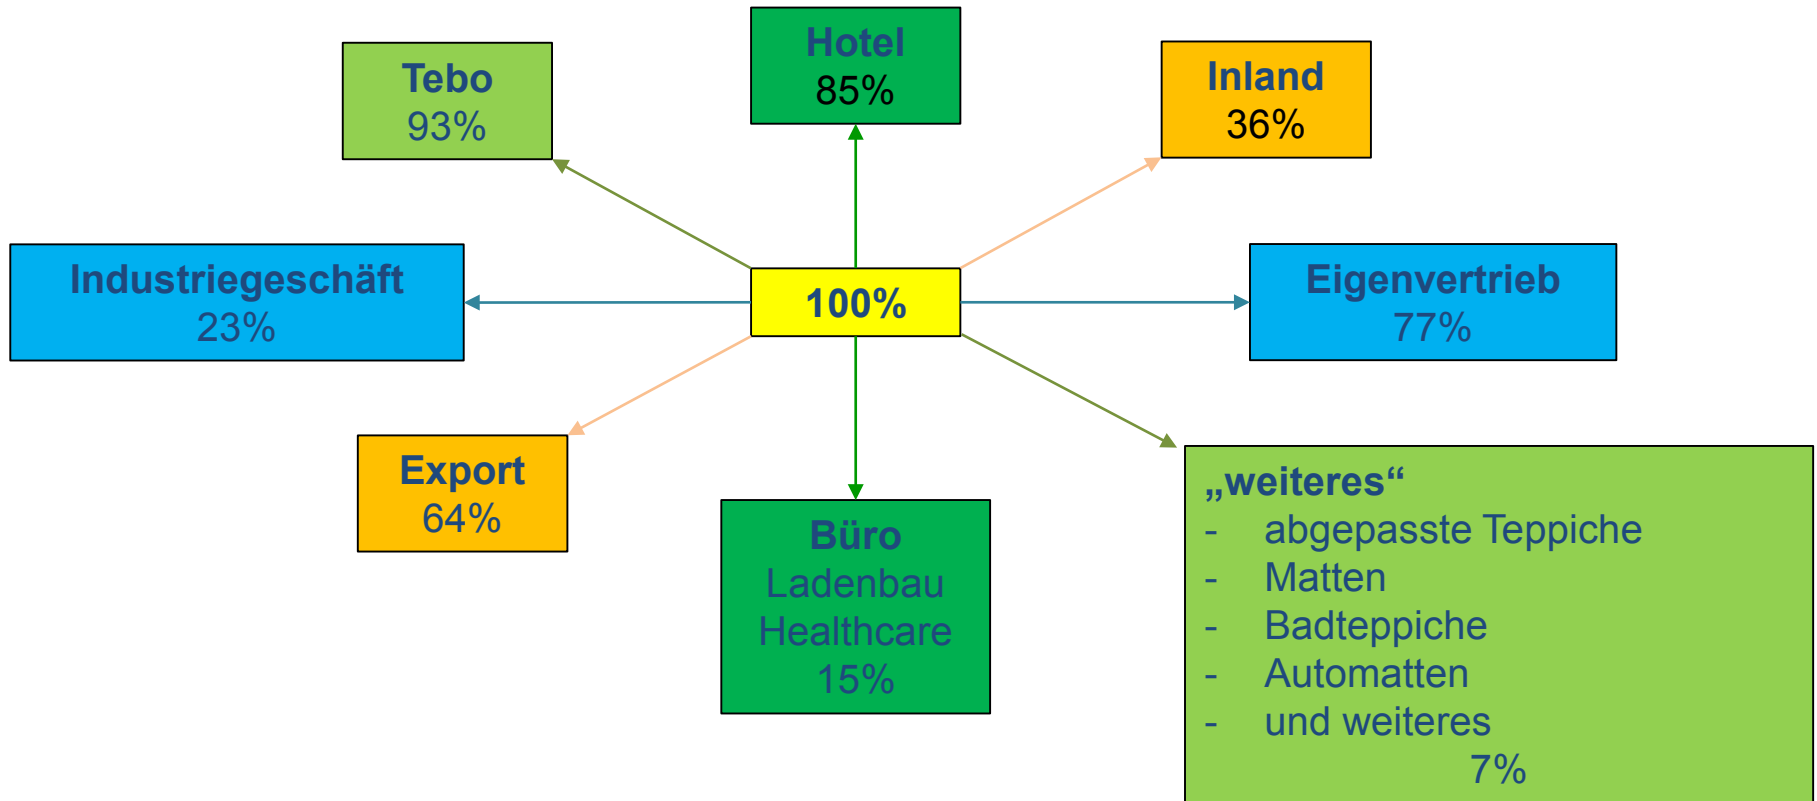 Hotel
85%
Tebo
93%
Inland
36%
Industriegeschäft
23%
100%
Eigenvertrieb
77%
Export
64%
Büro
Ladenbau
Healthcare
15%
„weiteres“
- abgepasste Teppiche
- Matten
- Badteppiche
- Automatten
- und weiteres
7%